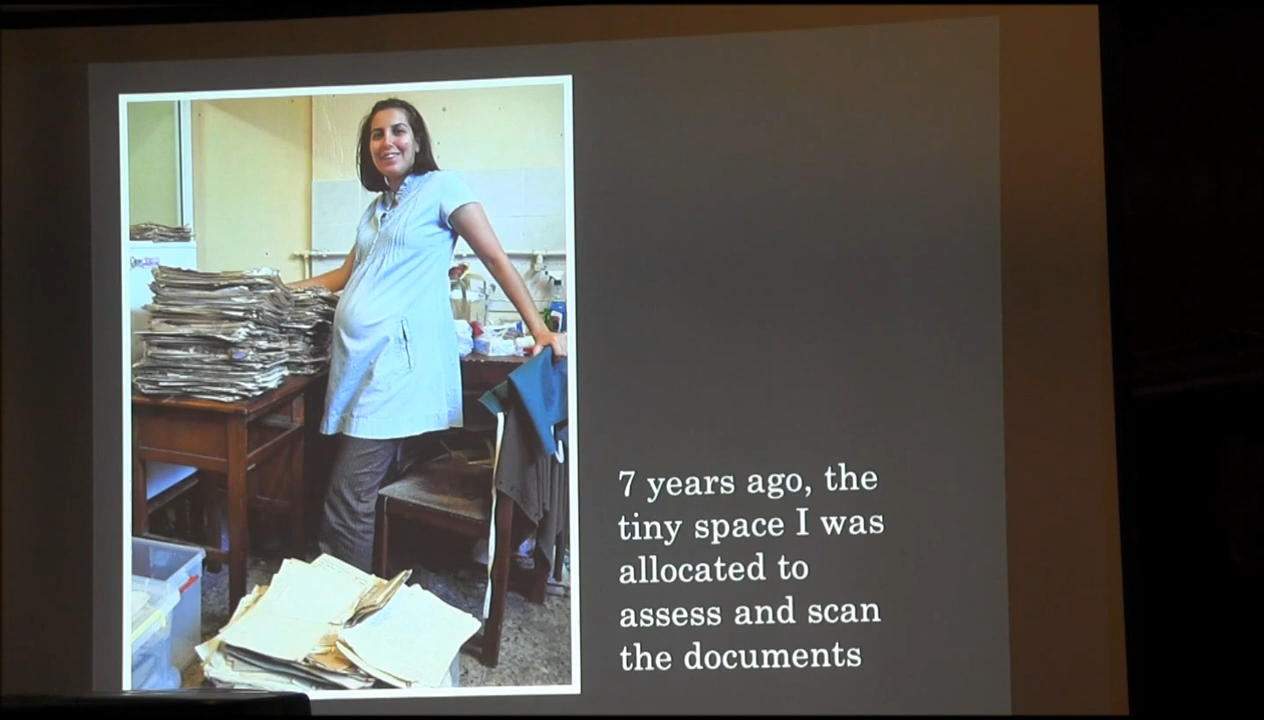 7 years ago, the
tiny space I was
allocated to
assess and scan
the documents